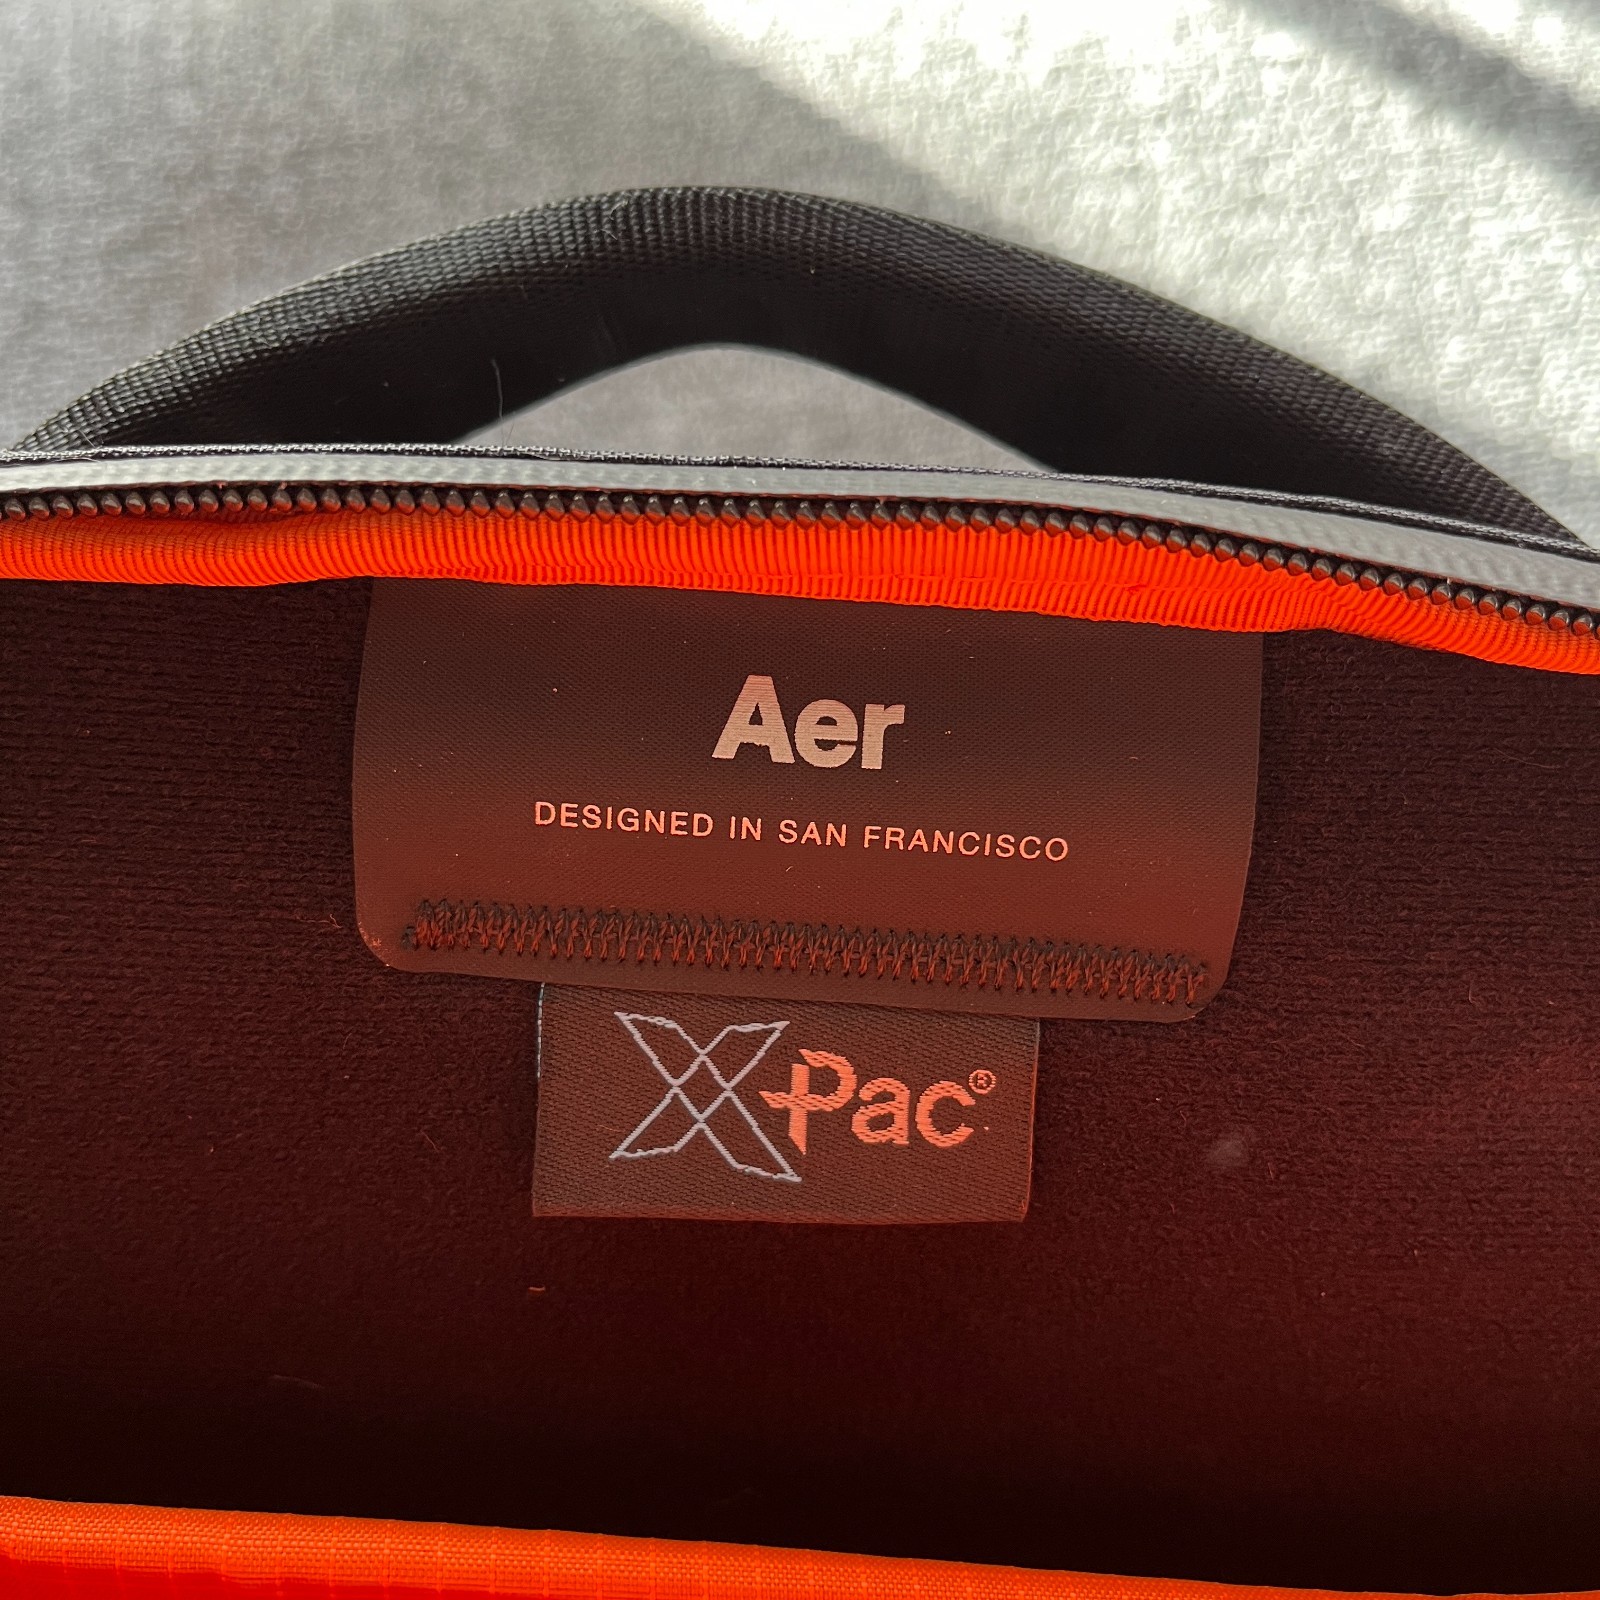 Aer
DESIGNED IN SAN FRANCISCO
X-Pac®